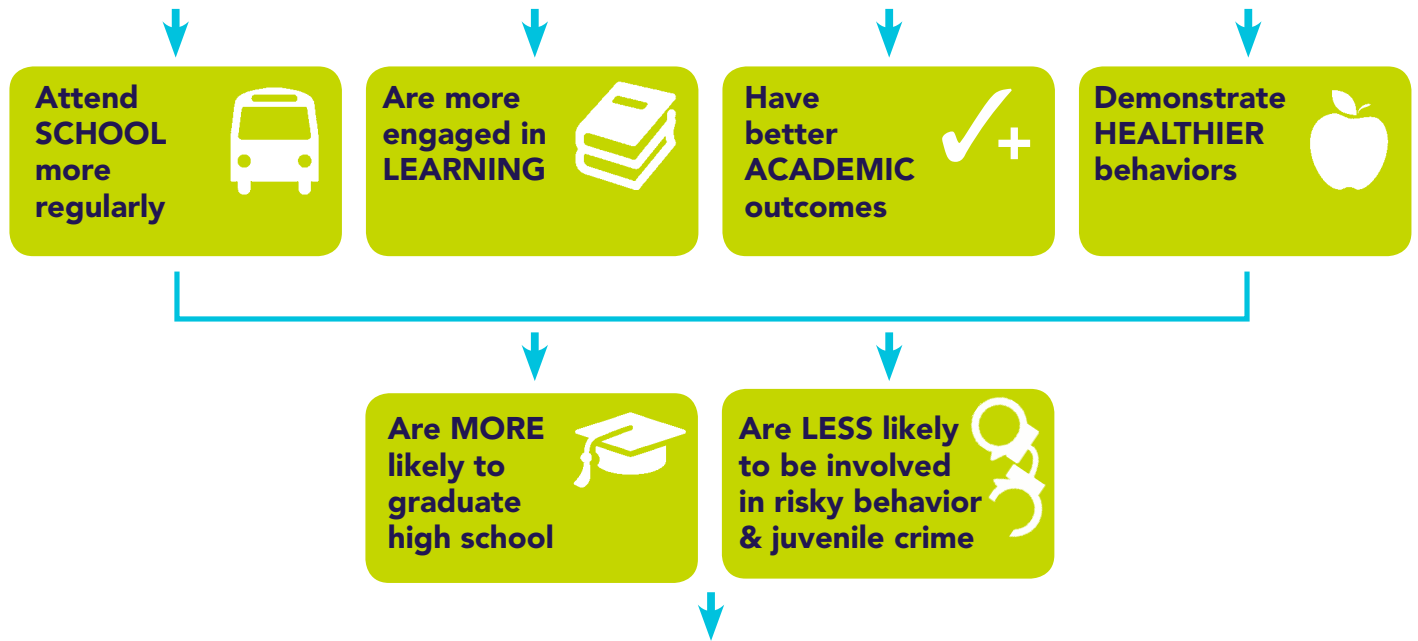 Attend
SCHOOL
more
regularly
Are more
engaged in
LEARNING
Have
better
ACADEMIC
outcomes
Demonstrate
HEALTHIER
behaviors
Are MORE
likely to
graduate
high school
Are LESS likely
to be involved
in risky behavior
& juvenile crime